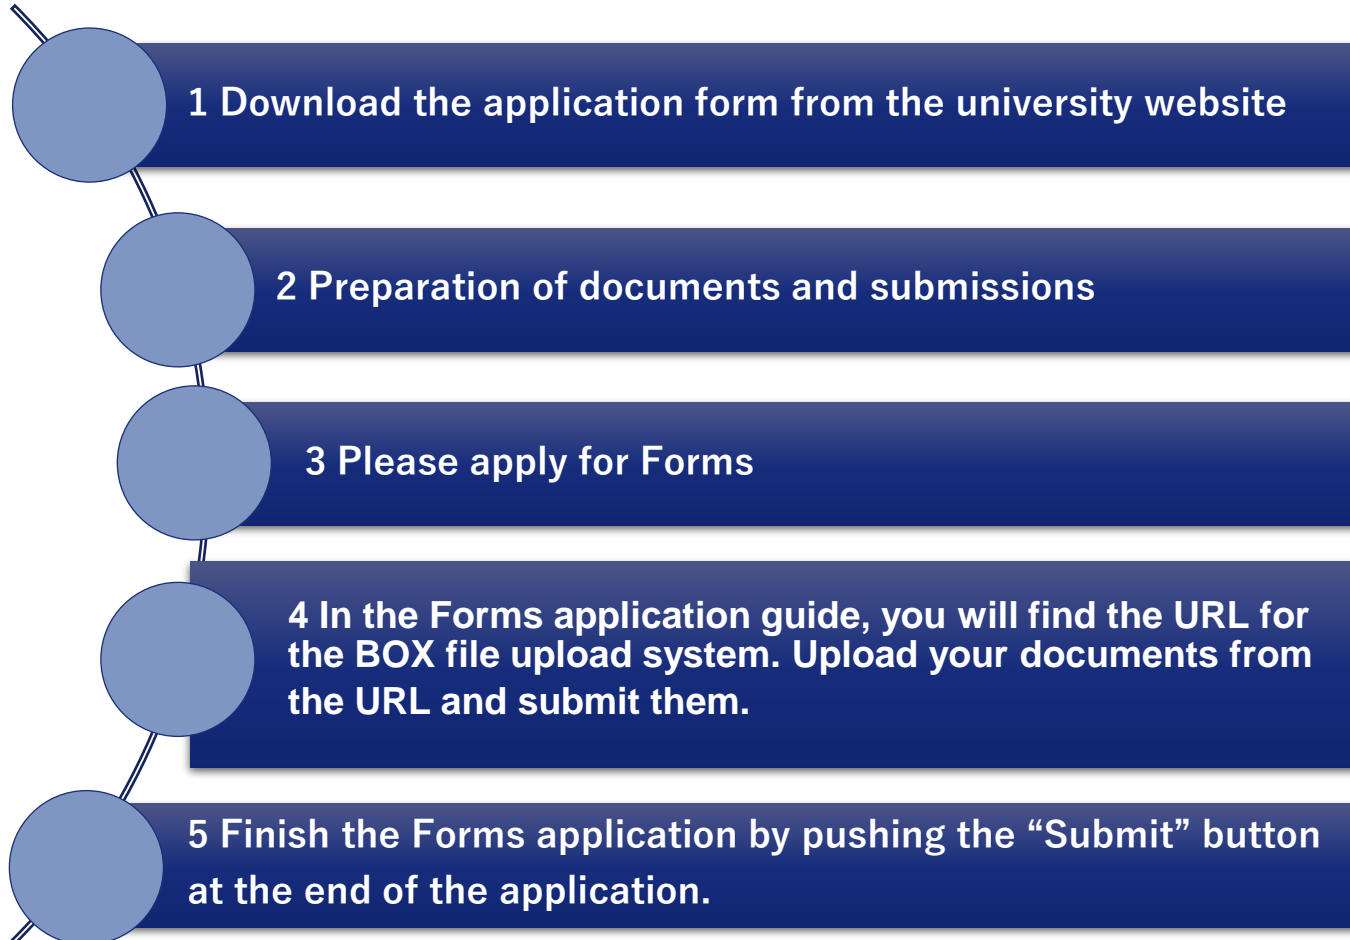 1 Download the application form from the university website
2 Preparation of documents and submissions
3 Please apply for Forms
4 In the Forms application guide, you will find the URL for
the BOX file upload system. Upload your documents from
the URL and submit them.
5 Finish the Forms application by pushing the “Submit” button
at the end of the application.